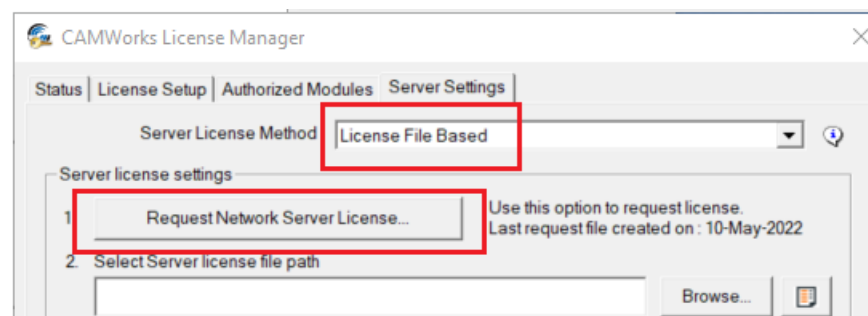 CAMWorks License Manager
Status License Setup Authorized Modules Server Settings
Server License Method License File Based
Server license settings
1. Request Network Server License... Use this option to request license.
Last request file created on : 10-May-2022
2. Select Server license file path
Browse...